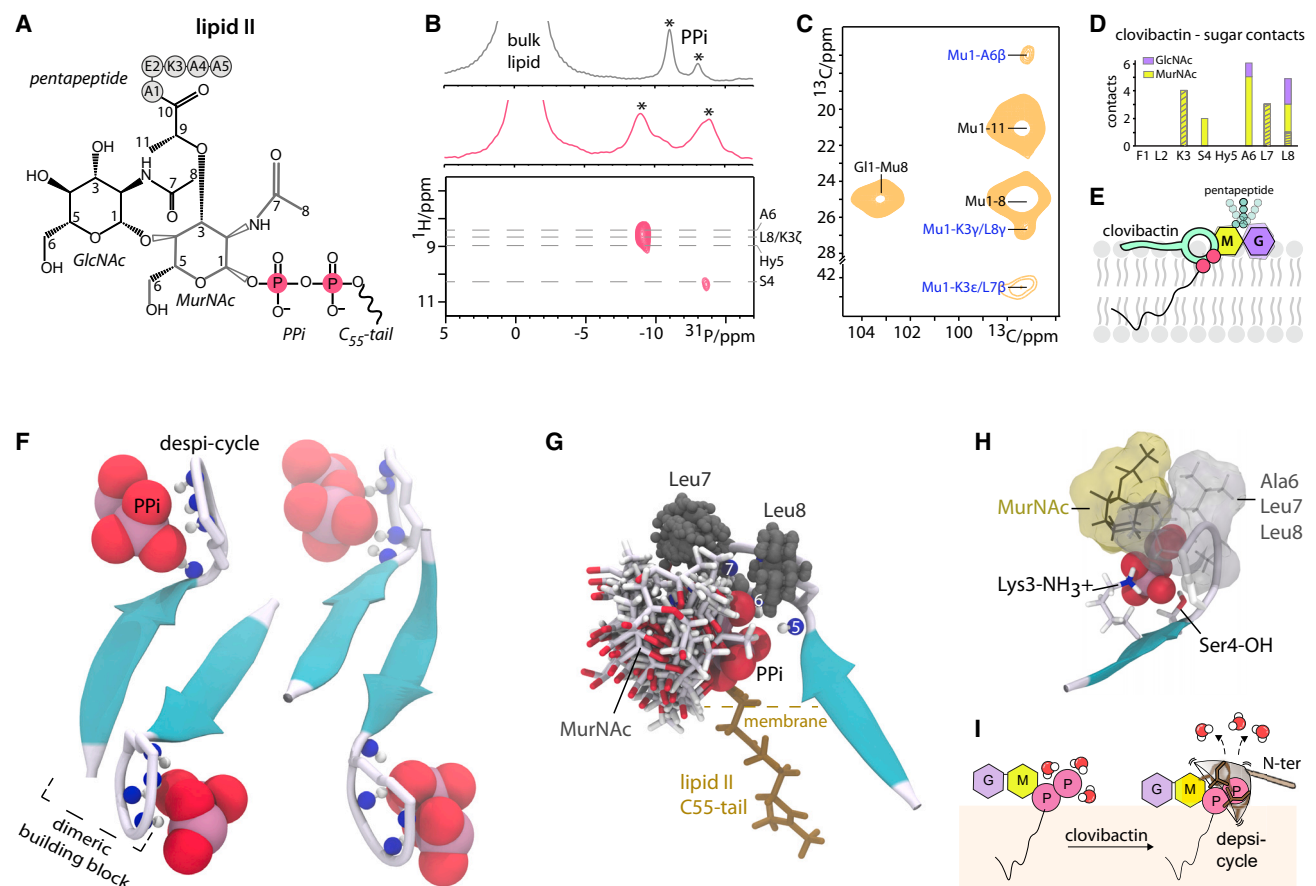 A
lipid II
pentapeptide
E2 K3 A4 A5
A1
10
O
9
11
O
OH
NH
8
HO
3
7
O
7
8
HO
5
1
O
3
NH
O
6
HO
GlcNAc
O
5
1
O
6
HO
MurNAc
O P O P O
O O
O- O-
PPi
C55-tail
B
bulk
lipid
* PPi
*
* *
1H/ppm
9
11
A6
L8/K3ζ
Hy5
S4
5 0 -5 -10 31P/ppm
C
13C/ppm
20
22
24
26
28
42
Mu1-A6β
Mu1-11
Gl1-Mu8
Mu1-8
Mu1-K3γ/L8γ
Mu1-K3ε/L7β
104 102 100 13C/ppm
D
clovibactin - sugar contacts
GlcNAc
MurNAc
contacts
6
4
2
0
F1 L2 K3 S4 Hy5 A6 L7 L8
E
pentapeptide
clovibactin
M G
F
despi-cycle
PPi
dimeric
building block
G
Leu7
Leu8
7
6
5
PPi
MurNAc
membrane
lipid II
C55-tail
H
MurNAc
Ala6
Leu7
Leu8
Lys3-NH3+
Ser4-OH
I
G M P P
clovibactin
G M P P
N-ter
depsi-
cycle